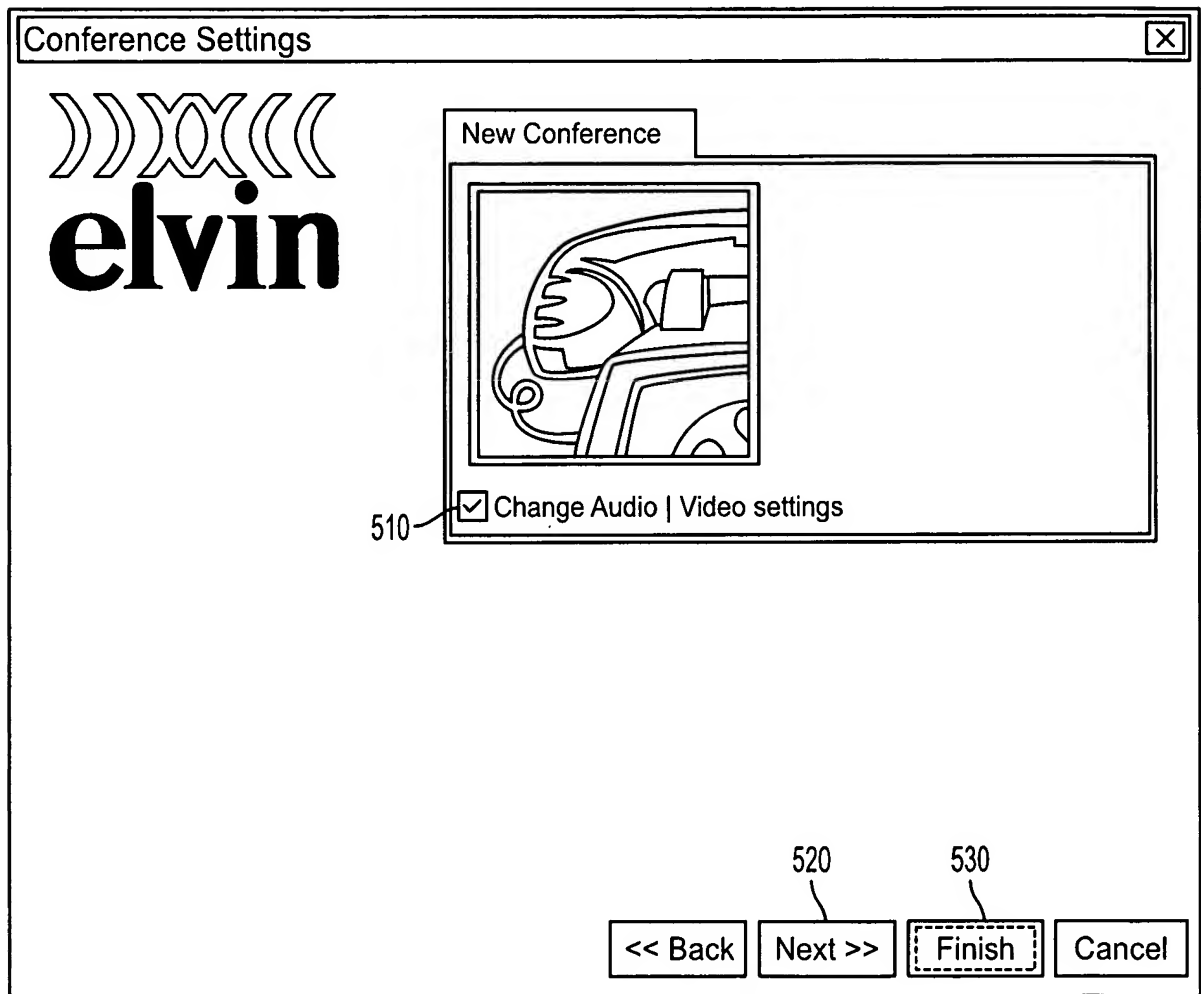 Conference Settings
elvin
New Conference
510
Change Audio | Video settings
520
530
<< Back
Next >>
Finish
Cancel